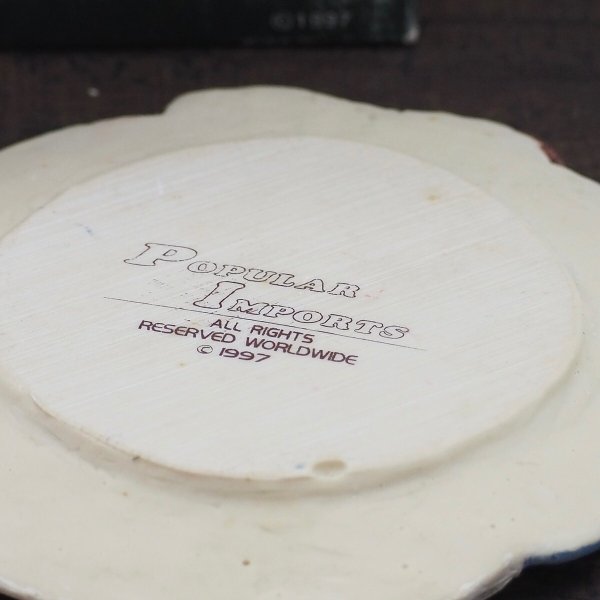 ©1997
POPULAR
IMPORTS
ALL RIGHTS
RESERVED WORLDWIDE
© 1997